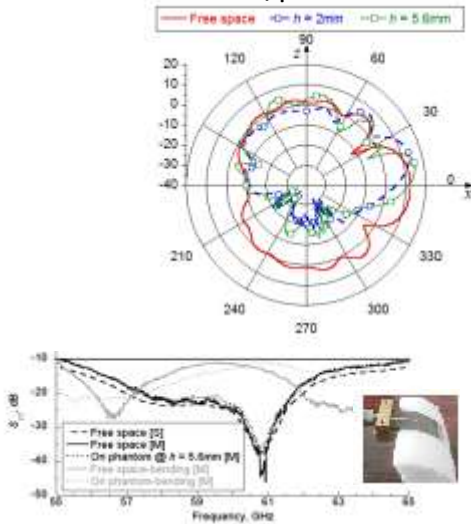 Free space h = 2mm h = 5.6mm
90
z
120 60
20
10
0
-10
-20
-30
-40
30
0
x
210 330
240 300
270
-10
-20
-30
-40
-50
dB
Free space [S]
Free space [M]
On phantom @ h = 5.6mm [M]
Free space-bending [M]
On phantom-bending [M]
57 59 61 63 65
Frequency, GHz